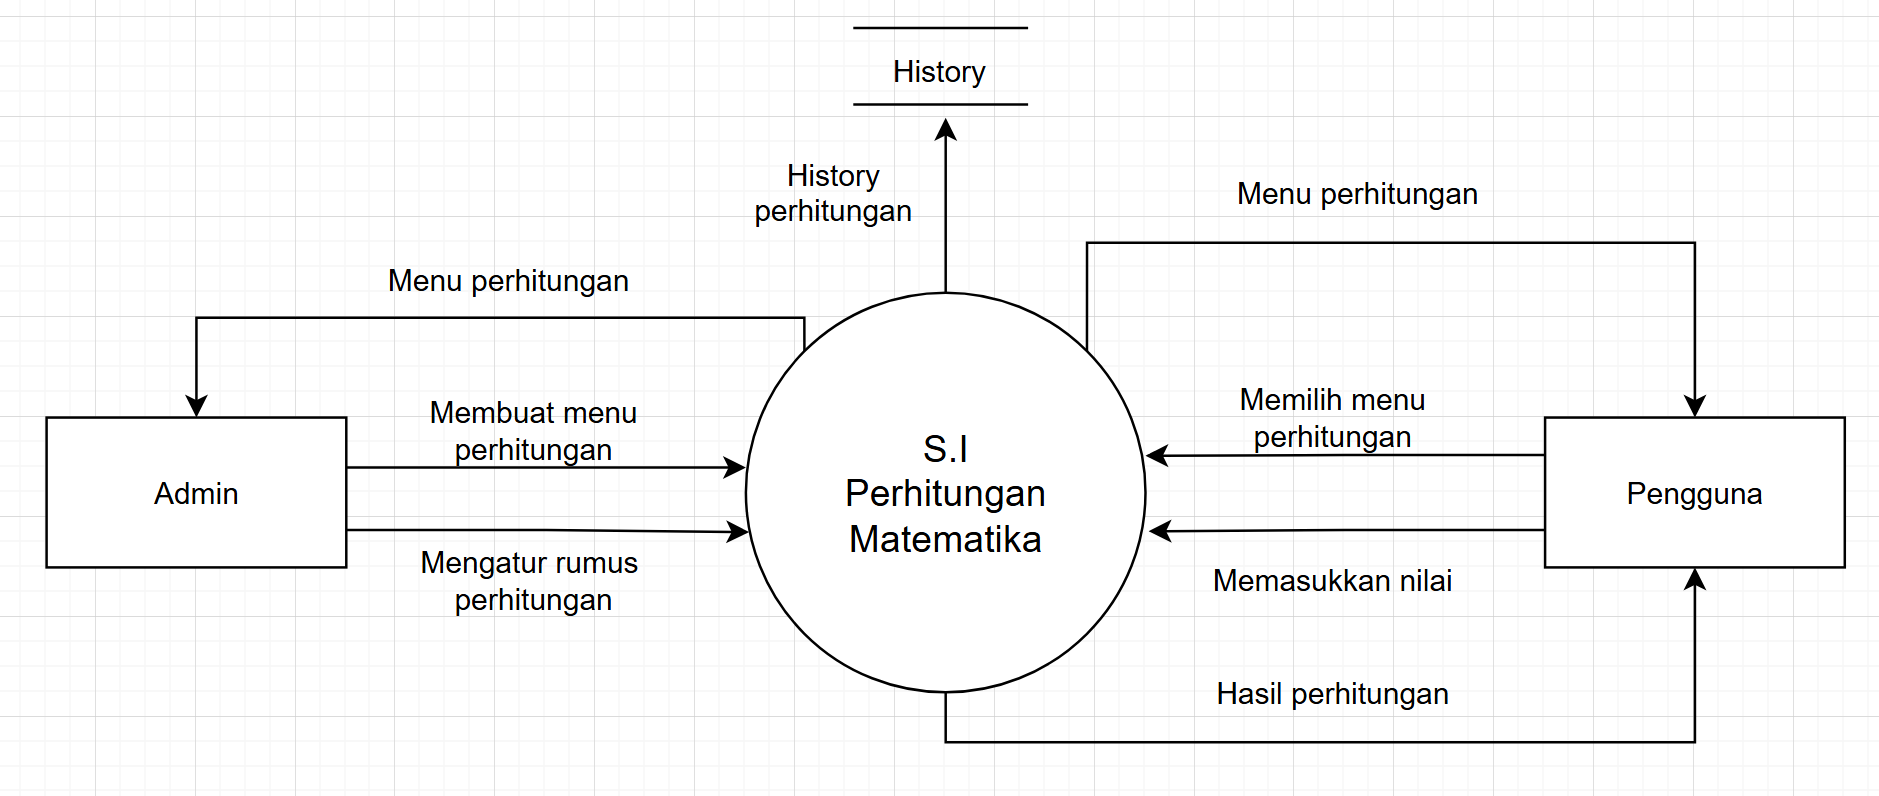 History
History
perhitungan
Menu perhitungan
Menu perhitungan
Membuat menu
perhitungan
Memilih menu
perhitungan
Admin
S.I
Perhitungan
Matematika
Pengguna
Mengatur rumus
perhitungan
Memasukkan nilai
Hasil perhitungan